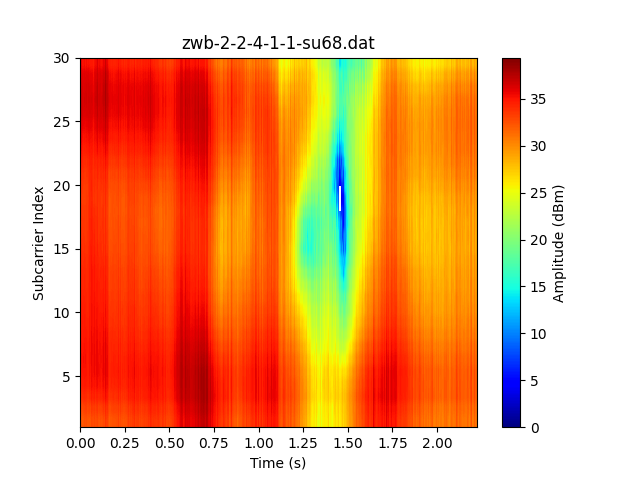 zwb-2-2-4-1-1-su68.dat
30
25
20
15
10
5
Subcarrier Index
0.00 0.25 0.50 0.75 1.00 1.25 1.50 1.75 2.00
Time (s)
35
30
25
20
15
10
5
0
Amplitude (dBm)